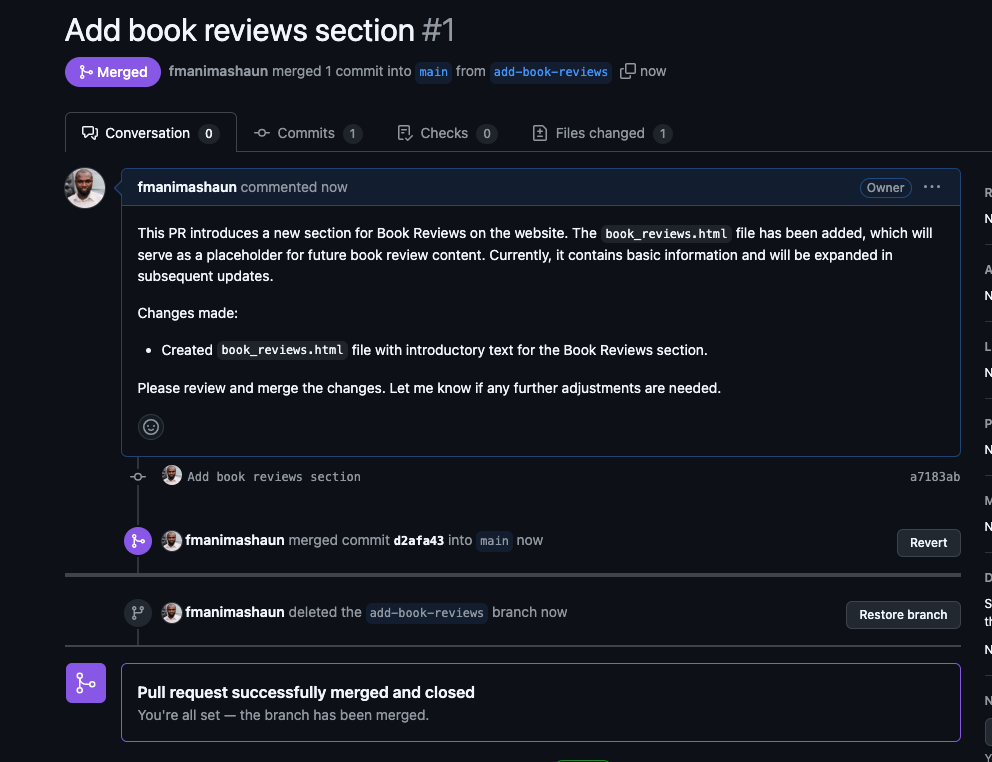 Add book reviews section #1
Merged fmanimashaun merged 1 commit into main from add-book-reviews now
Conversation 0 Commits 1 Checks 0 Files changed 1
fmanimashaun commented now Owner ...
This PR introduces a new section for Book Reviews on the website. The book_reviews.html file has been added, which will
serve as a placeholder for future book review content. Currently, it contains basic information and will be expanded in
subsequent updates.
Changes made:
• Created book_reviews.html file with introductory text for the Book Reviews section.
Please review and merge the changes. Let me know if any further adjustments are needed.
Add book reviews section a7183ab
fmanimashaun merged commit d2afa43 into main now Revert
fmanimashaun deleted the add-book-reviews branch now Restore branch
Pull request successfully merged and closed
You're all set — the branch has been merged.